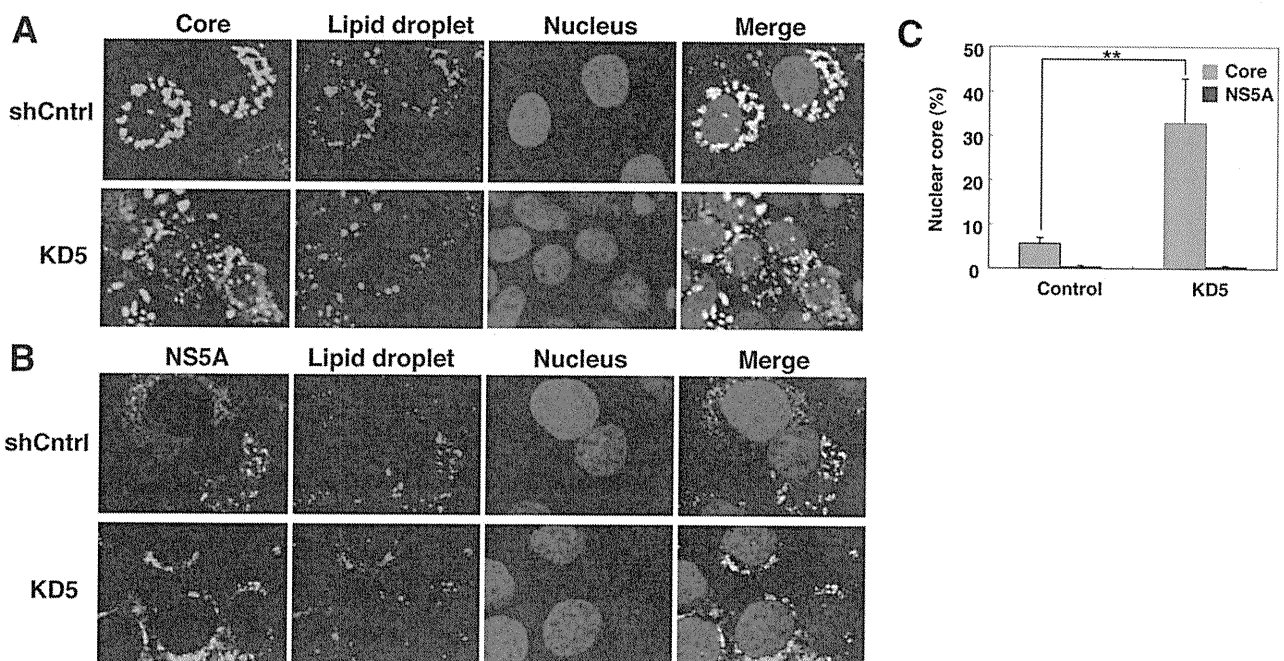 A
Core Lipid droplet Nucleus Merge
shCntrl
KD5
B
NS5A Lipid droplet Nucleus Merge
shCntrl
KD5
C
50
40
30
20
10
0
Nuclear core (%)
**
Core
NS5A
Control KD5